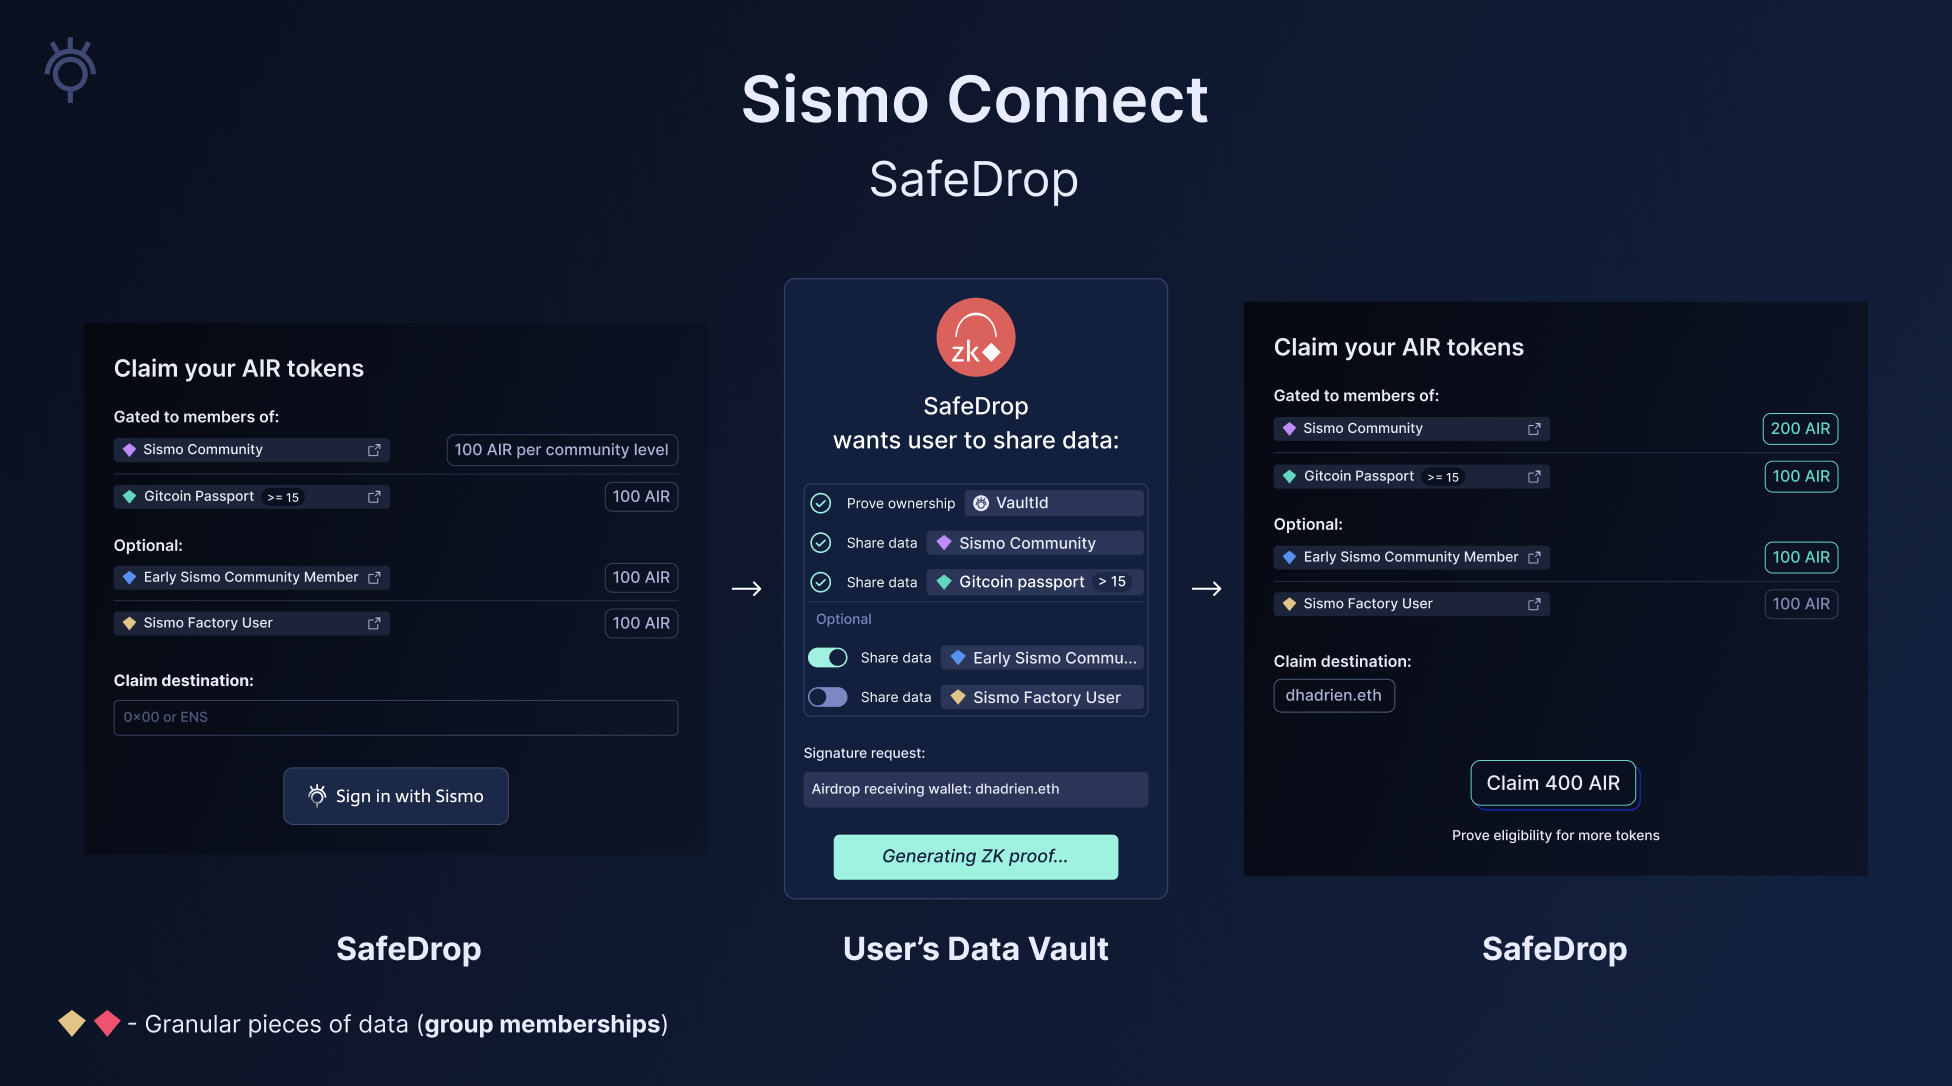 Sismo Connect
SafeDrop
Claim your AIR tokens
Gated to members of:
Sismo Community
100 AIR per community level
Gitcoin Passport >= 15
100 AIR
Optional:
Early Sismo Community Member
100 AIR
Sismo Factory User
100 AIR
Claim destination:
0x00 or ENS
Sign in with Sismo
SafeDrop
zk
SafeDrop
wants user to share data:
Prove ownership VaultId
Share data Sismo Community
Share data Gitcoin passport > 15
Optional
Share data Early Sismo Commu...
Share data Sismo Factory User
Signature request:
Airdrop receiving wallet: dhadrien.eth
Generating ZK proof...
User’s Data Vault
Claim your AIR tokens
Gated to members of:
Sismo Community
200 AIR
Gitcoin Passport >= 15
100 AIR
Optional:
Early Sismo Community Member
100 AIR
Sismo Factory User
100 AIR
Claim destination:
dhadrien.eth
Claim 400 AIR
Prove eligibility for more tokens
SafeDrop
- Granular pieces of data (group memberships)